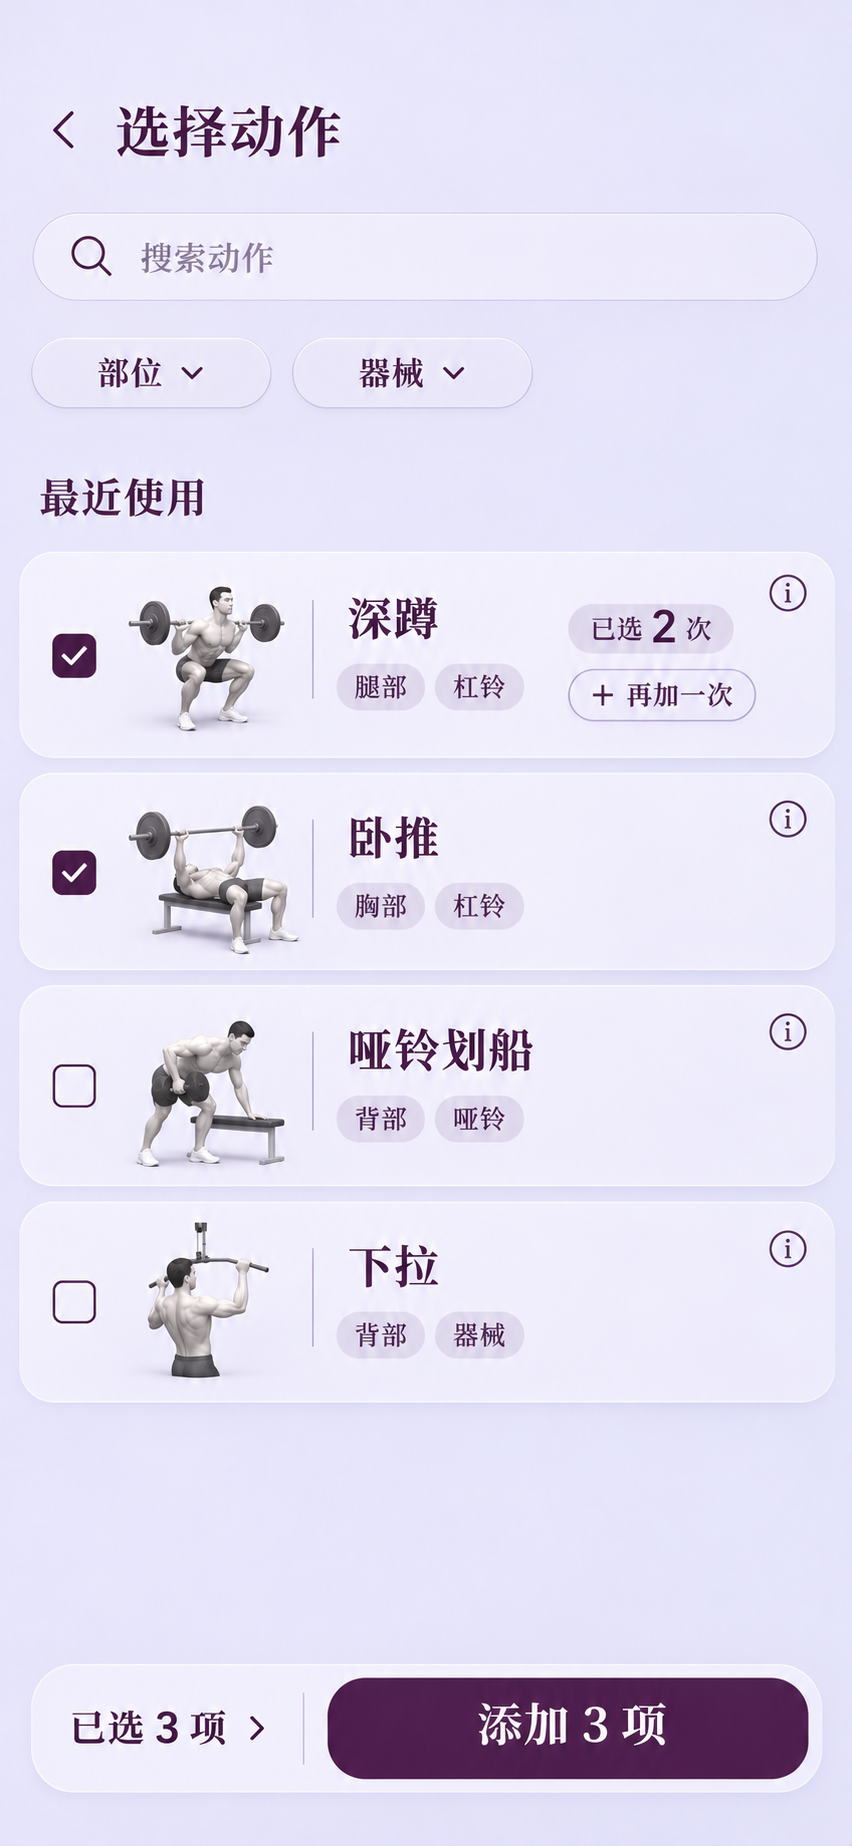 选择动作
搜索动作
部位
器械
最近使用
深蹲
已选 2 次
腿部
杠铃
+ 再加一次
卧推
胸部
杠铃
哑铃划船
背部
哑铃
下拉
背部
器械
已选 3 项
添加 3 项